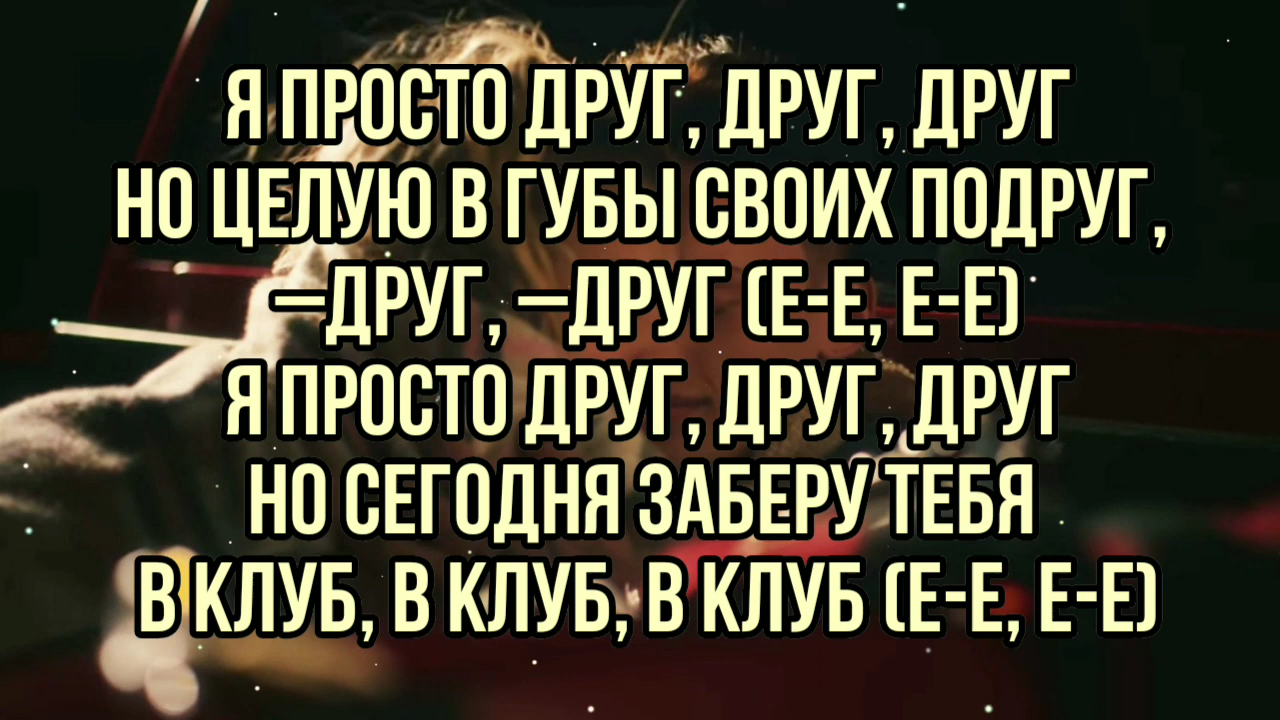 Я ПРОСТО ДРУГ, ДРУГ, ДРУГ
НО ЦЕЛУЮ В ГУБЫ СВОИХ ПОДРУГ,
—ДРУГ, —ДРУГ (Е-Е, Е-Е)
Я ПРОСТО ДРУГ, ДРУГ, ДРУГ
НО СЕГОДНЯ ЗАБЕРУ ТЕБЯ
В КЛУБ, В КЛУБ, В КЛУБ (Е-Е, Е-Е)